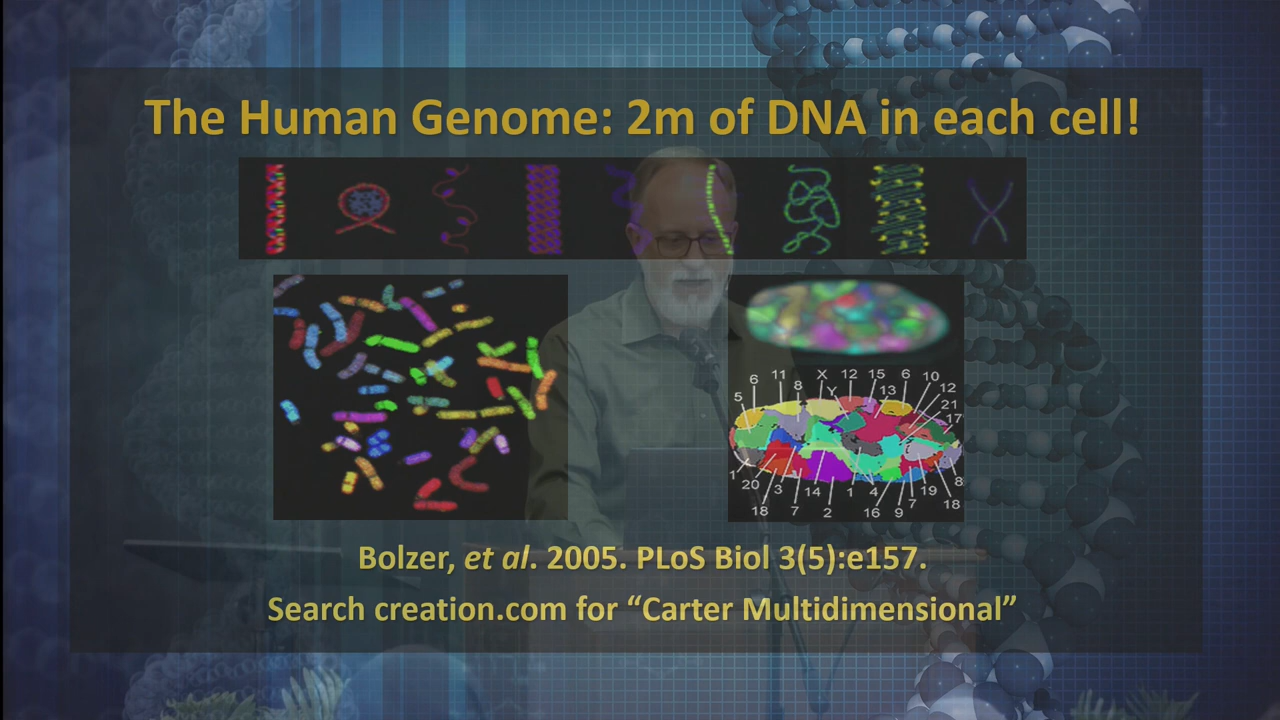 The Human Genome: 2m of DNA in each cell!
6 11 8 X Y 12 15 13 6 10 12 21 17
5
1 20 18 3 7 14 2 1 4 16 9 7 19 18 8
Bolzer, et al. 2005. PLoS Biol 3(5):e157.
Search creation.com for “Carter Multidimensional”